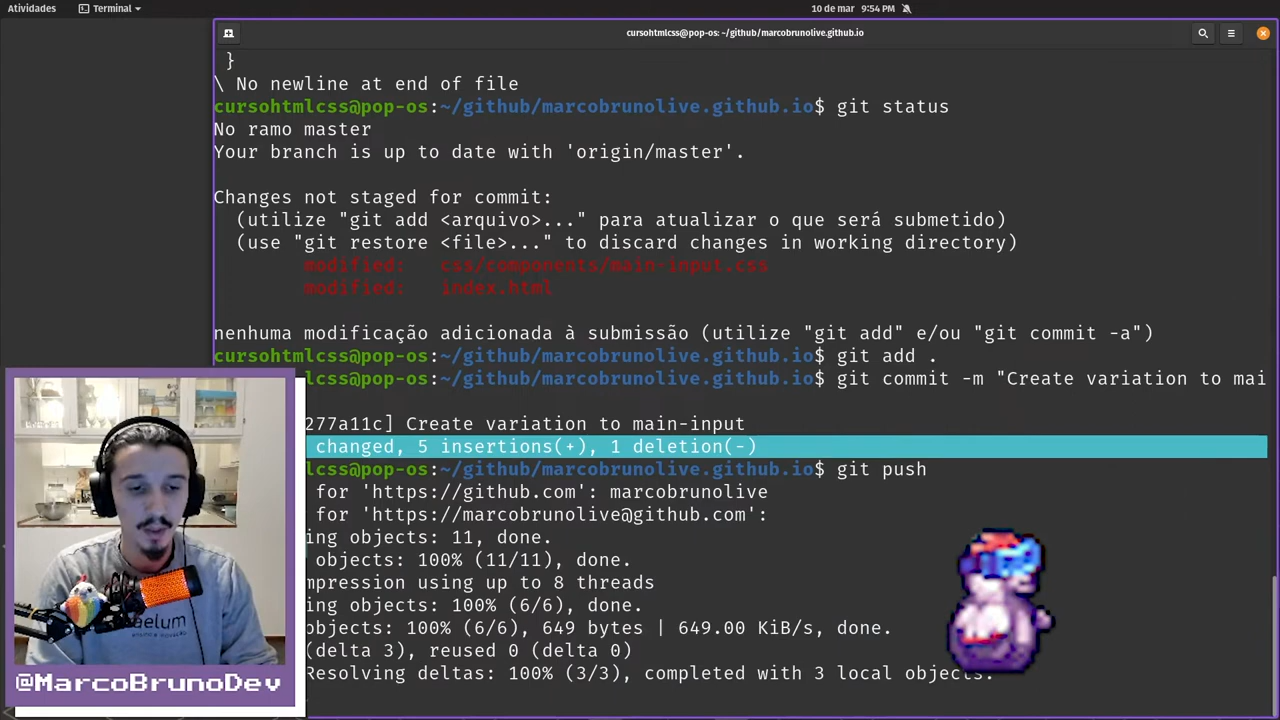 Atividades Terminal 10 de mar 9:54 PM
cursohtmlcss@pop-os: ~/github/marcobrunolive.github.io
}
\ No newline at end of file
cursohtmlcss@pop-os:~/github/marcobrunolive.github.io$ git status
No ramo master
Your branch is up to date with 'origin/master'.
Changes not staged for commit:
(utilize "git add <arquivo>..." para atualizar o que será submetido)
(use "git restore <file>..." to discard changes in working directory)
modified: css/components/main-input.css
modified: index.html
nenhuma modificação adicionada à submissão (utilize "git add" e/ou "git commit -a")
cursohtmlcss@pop-os:~/github/marcobrunolive.github.io$ git add .
lcss@pop-os:~/github/marcobrunolive.github.io$ git commit -m "Create variation to mai
277a11c] Create variation to main-input
changed, 5 insertions(+), 1 deletion(-)
lcss@pop-os:~/github/marcobrunolive.github.io$ git push
for 'https://github.com': marcobrunolive
for 'https://marcobrunolive@github.com':
ing objects: 11, done.
objects: 100% (11/11), done.
mpression using up to 8 threads
ing objects: 100% (6/6), done.
objects: 100% (6/6), 649 bytes | 649.00 KiB/s, done.
(delta 3), reused 0 (delta 0)
Resolving deltas: 100% (3/3), completed with 3 local objects.
aelum
@MarcoBrunoDev